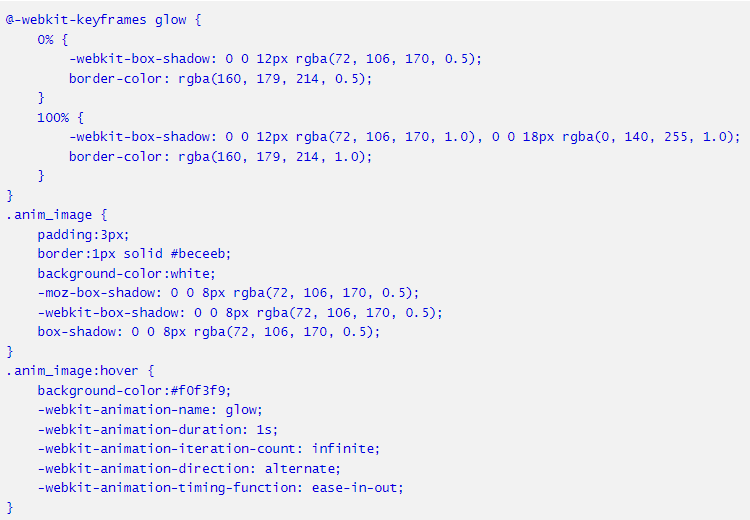 @-webkit-keyframes glow {
    0% {
        -webkit-box-shadow: 0 0 12px rgba(72, 106, 170, 0.5);
        border-color: rgba(160, 179, 214, 0.5);
    }
    100% {
        -webkit-box-shadow: 0 0 12px rgba(72, 106, 170, 1.0), 0 0 18px rgba(0, 140, 255, 1.0);
        border-color: rgba(160, 179, 214, 1.0);
    }
}
.anim_image {
    padding:3px;
    border:1px solid #beceeb;
    background-color:white;
    -moz-box-shadow: 0 0 8px rgba(72, 106, 170, 0.5);
    -webkit-box-shadow: 0 0 8px rgba(72, 106, 170, 0.5);
    box-shadow: 0 0 8px rgba(72, 106, 170, 0.5);
}
.anim_image:hover {
    background-color:#f0f3f9;
    -webkit-animation-name: glow;
    -webkit-animation-duration: 1s;
    -webkit-animation-iteration-count: infinite;
    -webkit-animation-direction: alternate;
    -webkit-animation-timing-function: ease-in-out;
}